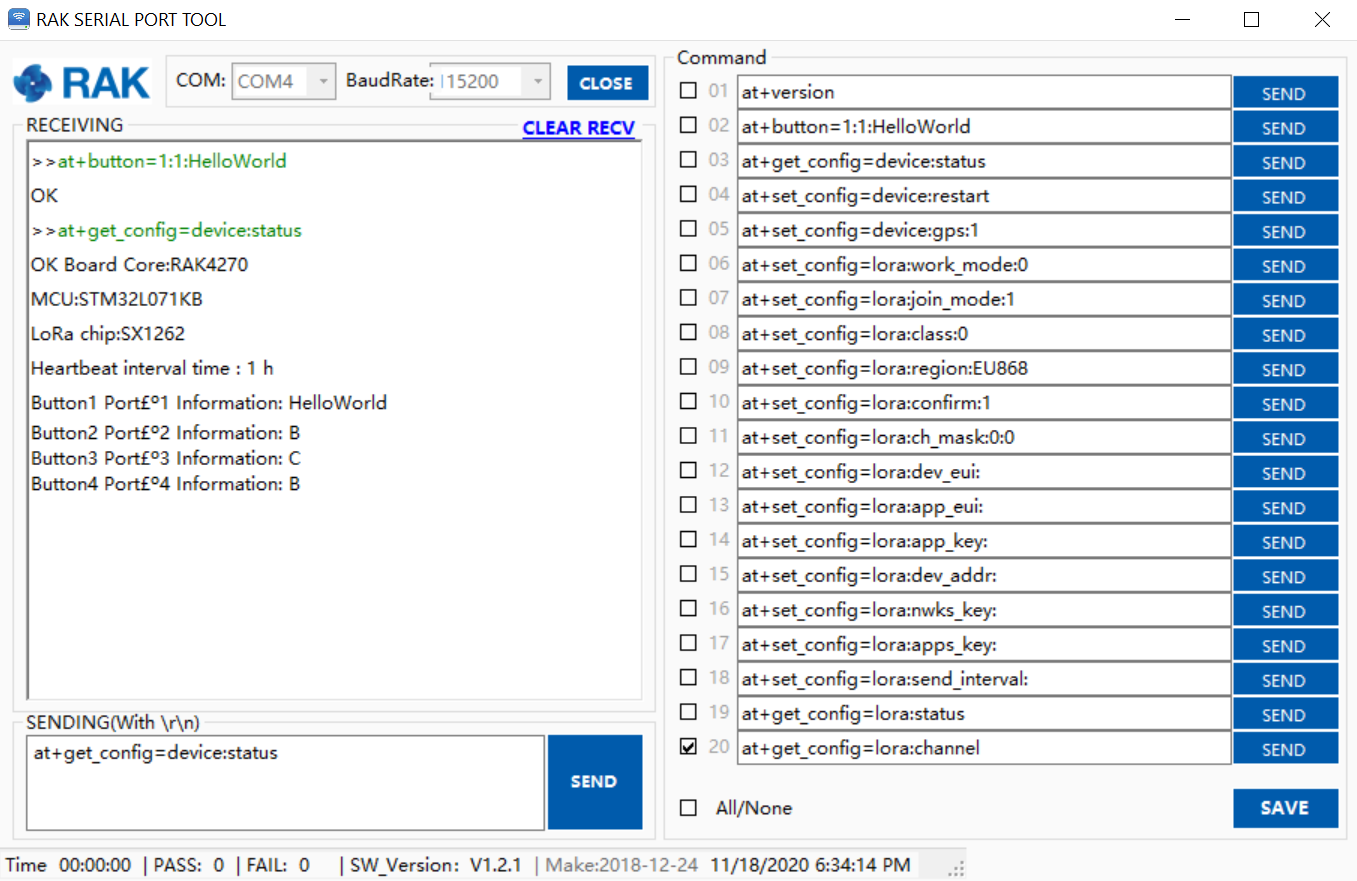 RAK SERIAL PORT TOOL
RAK COM: COM4 BaudRate: 115200 CLOSE
RECEIVING CLEAR RECV
>>at+button=1:1:HelloWorld
OK
>>at+get_config=device:status
OK Board Core:RAK4270
MCU:STM32L071KB
LoRa chip:SX1262
Heartbeat interval time : 1 h
Button1 Port£º1 Information: HelloWorld
Button2 Port£º2 Information: B
Button3 Port£º3 Information: C
Button4 Port£º4 Information: B
SENDING(With \r\n)
at+get_config=device:status
SEND
Command
01 at+version SEND
02 at+button=1:1:HelloWorld SEND
03 at+get_config=device:status SEND
04 at+set_config=device:restart SEND
05 at+set_config=device:gps:1 SEND
06 at+set_config=lora:work_mode:0 SEND
07 at+set_config=lora:join_mode:1 SEND
08 at+set_config=lora:class:0 SEND
09 at+set_config=lora:region:EU868 SEND
10 at+set_config=lora:confirm:1 SEND
11 at+set_config=lora:ch_mask:0:0 SEND
12 at+set_config=lora:dev_eui: SEND
13 at+set_config=lora:app_eui: SEND
14 at+set_config=lora:app_key: SEND
15 at+set_config=lora:dev_addr: SEND
16 at+set_config=lora:nwks_key: SEND
17 at+set_config=lora:apps_key: SEND
18 at+set_config=lora:send_interval: SEND
19 at+get_config=lora:status SEND
20 at+get_config=lora:channel SEND
All/None SAVE
Time 00:00:00 | PASS: 0 | FAIL: 0 | SW_Version: V1.2.1 | Make:2018-12-24 11/18/2020 6:34:14 PM